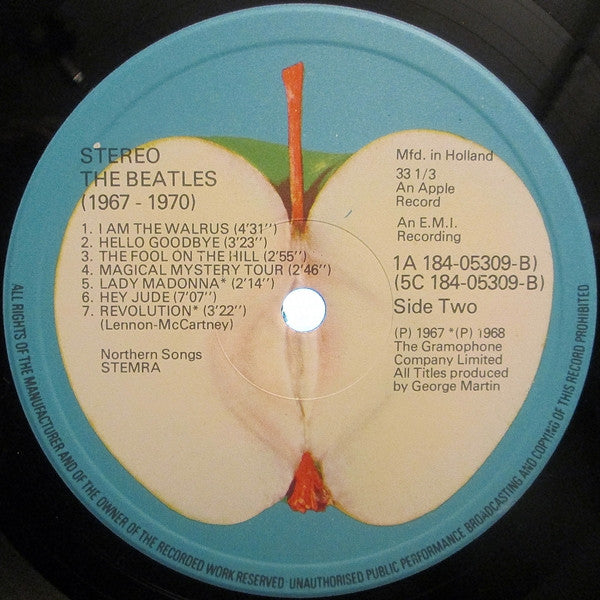 STEREO
THE BEATLES
(1967 - 1970)
1. I AM THE WALRUS (4'31'')
2. HELLO GOODBYE (3'23'')
3. THE FOOL ON THE HILL (2'55'')
4. MAGICAL MYSTERY TOUR (2'46'')
5. LADY MADONNA* (2'14'')
6. HEY JUDE (7'07'')
7. REVOLUTION* (3'22'')
(Lennon-McCartney)
Northern Songs
STEMRA
Mfd. in Holland
33 1/3
An Apple
Record
An E.M.I.
Recording
1A 184-05309-B)
(5C 184-05309-B)
Side Two
(P) 1967 *(P) 1968
The Gramophone
Company Limited
All Titles produced
by George Martin
ALL RIGHTS OF THE MANUFACTURER AND OF THE OWNER OF THE RECORDED WORK RESERVED UNAUTHORISED PUBLIC PERFORMANCE BROADCASTING AND COPYING OF THIS RECORD PROHIBITED